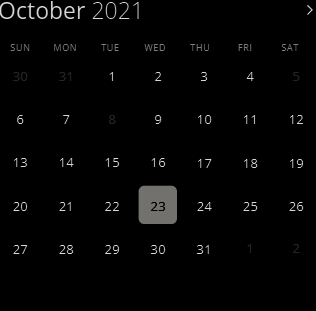 October 2021
SUN MON TUE WED THU FRI SAT
30 31 1 2 3 4 5
6 7 8 9 10 11 12
13 14 15 16 17 18 19
20 21 22 23 24 25 26
27 28 29 30 31 1 2